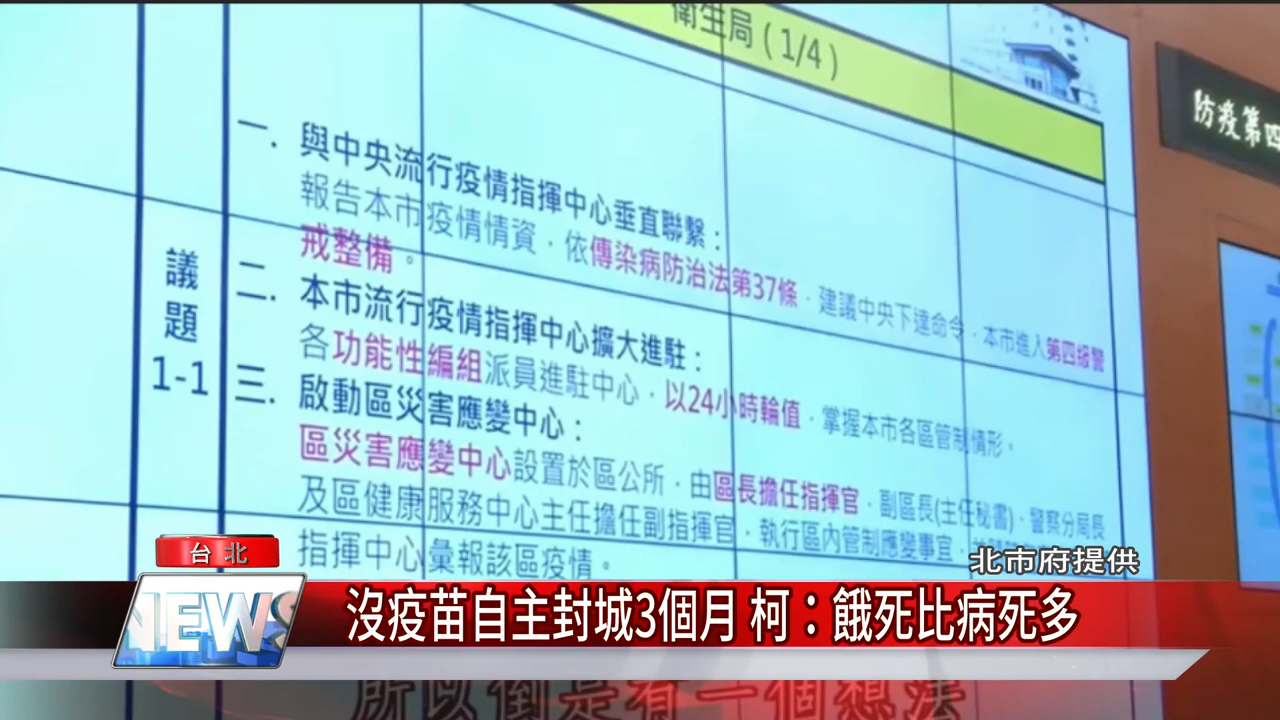 衛生局(1/4)
防疫第四
議題
1-1
一. 與中央流行疫情指揮中心垂直聯繫:
報告本市疫情情資,依傳染病防治法第37條,建議中央下達命令,本市進入第四級警
戒整備。
二. 本市流行疫情指揮中心擴大進駐:
各功能性編組派員進駐中心,以24小時輪值,掌握本市各區管制情形。
三. 啟動區災害應變中心:
區災害應變中心設置於區公所,由區長擔任指揮官,副區長(主任秘書)、警察分局長
及區健康服務中心主任擔任副指揮官,執行區內管制應變事宜,
指揮中心彙報該區疫情。
台北
北市府提供
NEWS
沒疫苗自主封城3個月 柯:餓死比病死多
所以倒是有一個想法